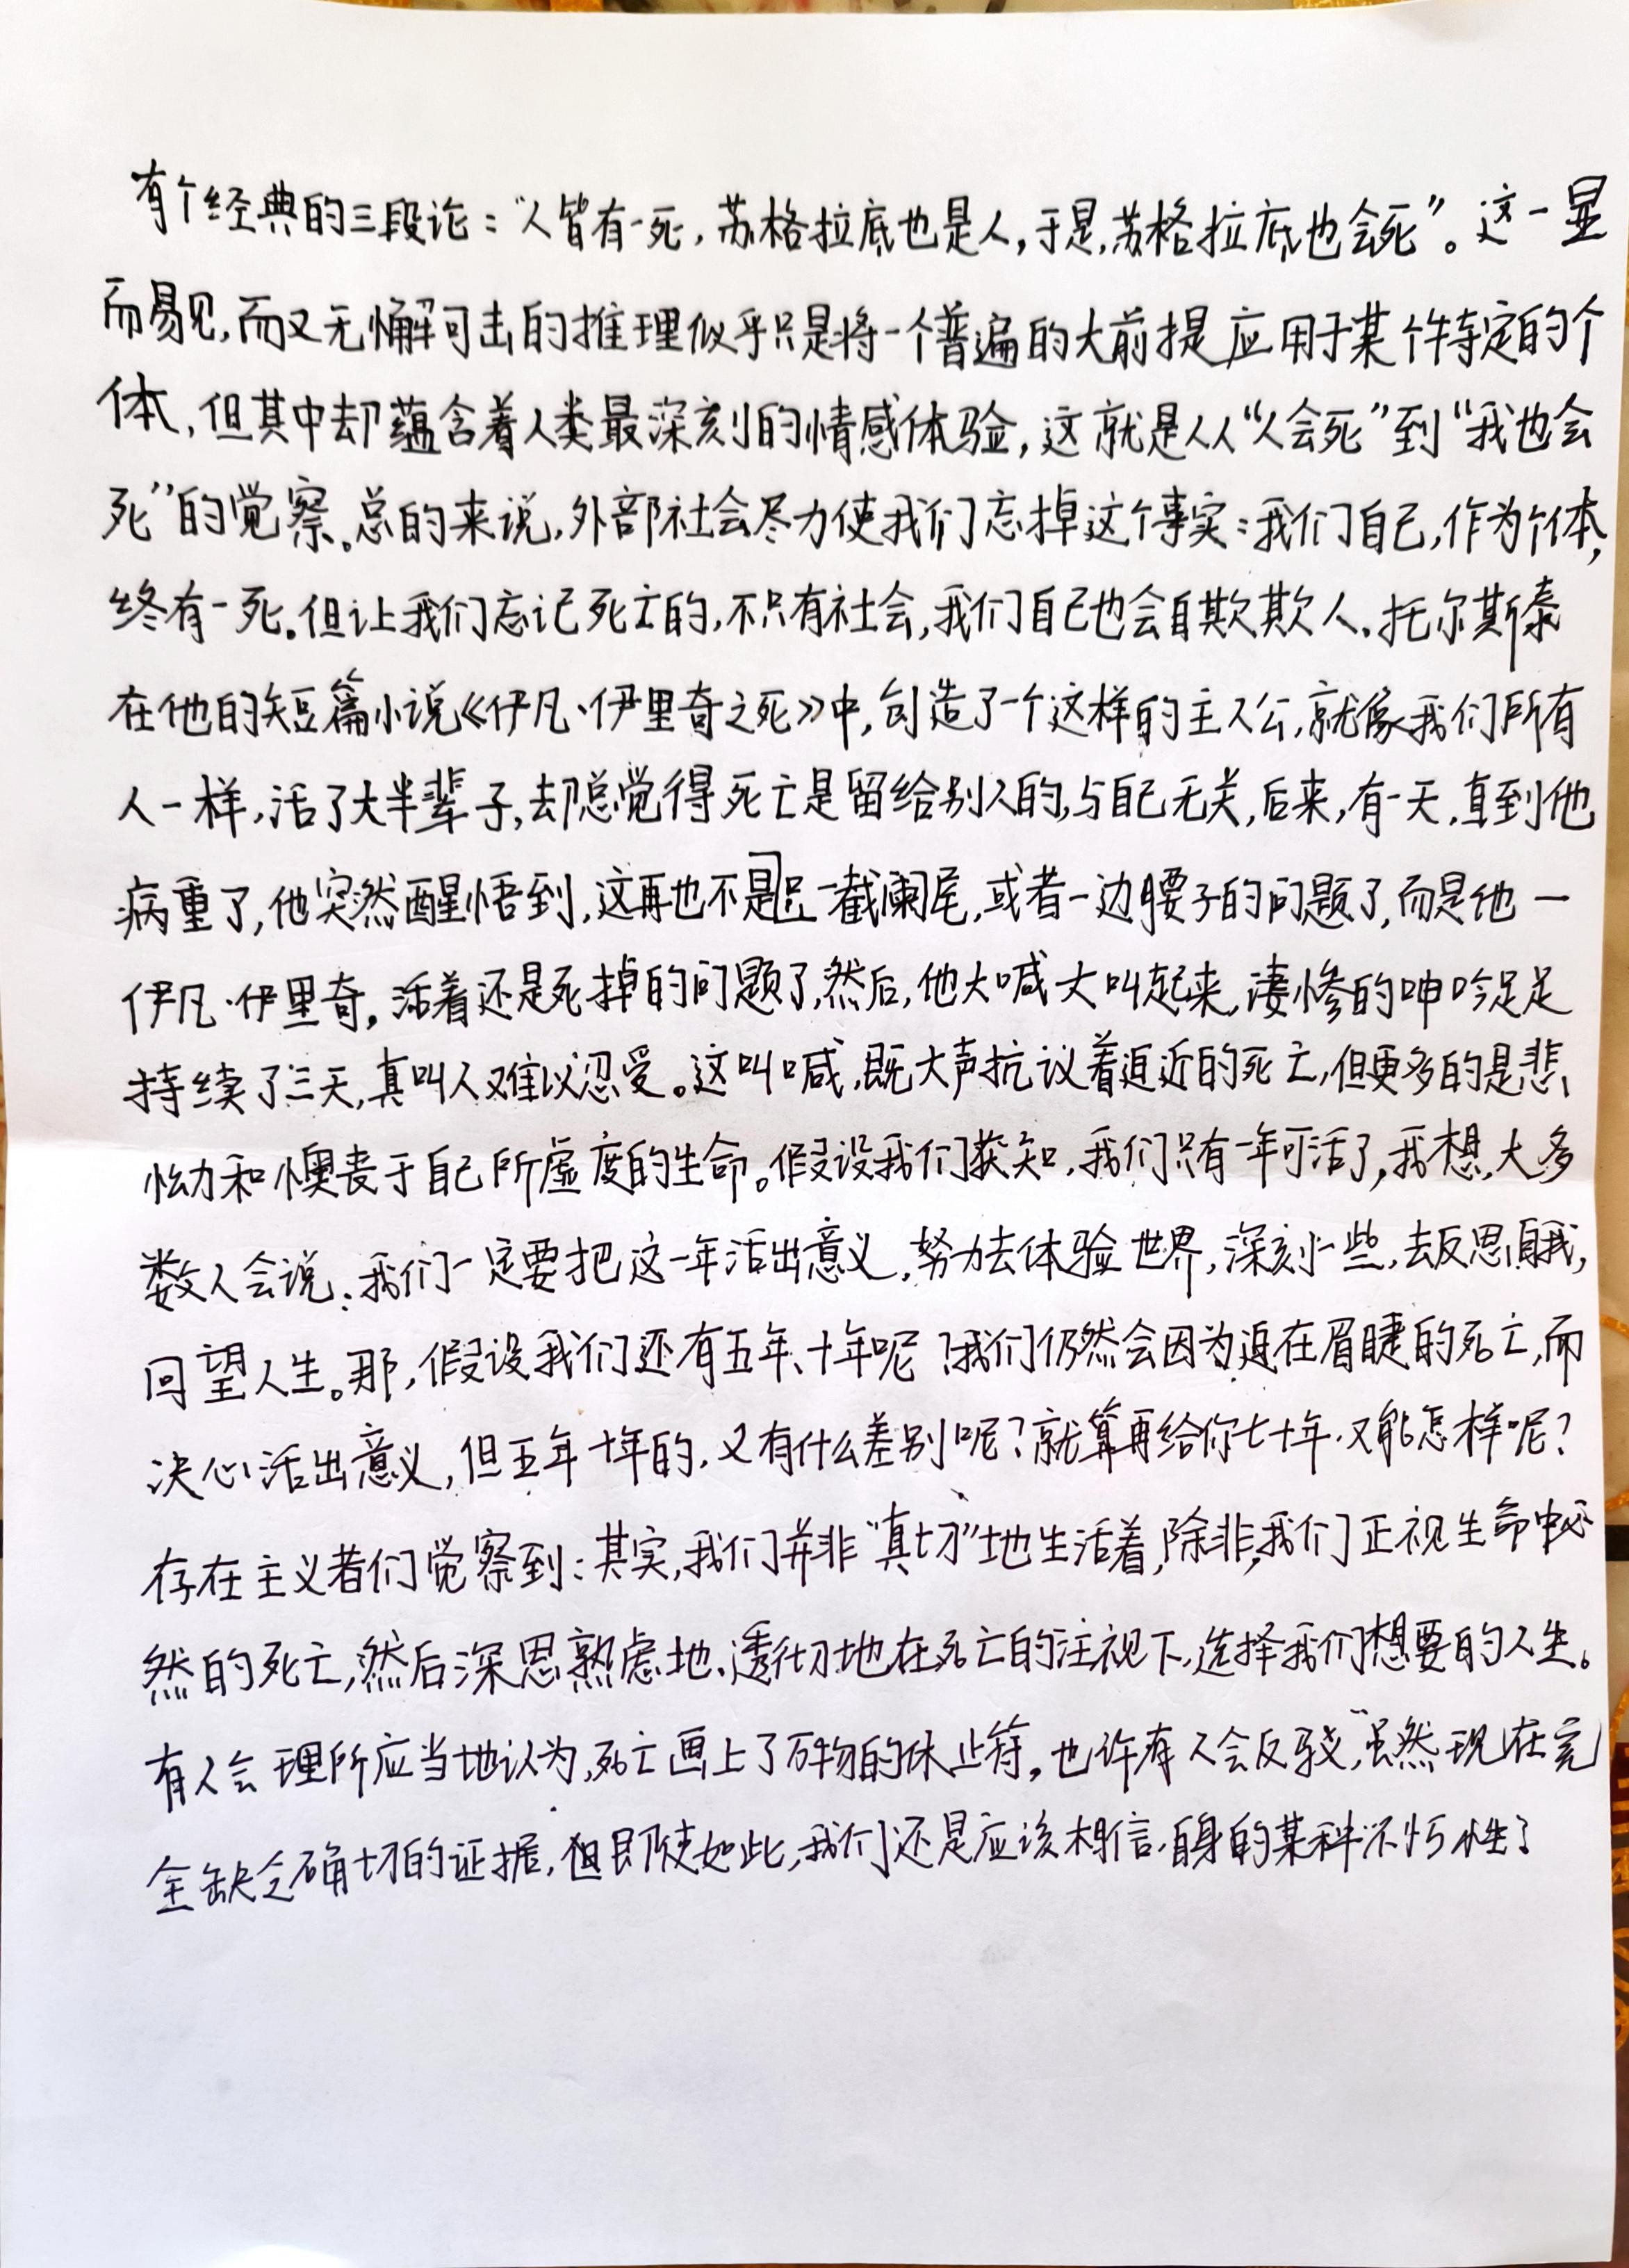 有个经典的三段论：“人皆有一死，苏格拉底也是人，于是，苏格拉底也会死”。这一显
而易见，而又无懈可击的推理似乎只是将一个普遍的大前提应用于某个特定的个
体，但其中却蕴含着人类最深刻的情感体验，这就是从“人会死”到“我也会
死”的觉察。总的来说，外部社会尽力使我们忘掉这个事实：我们自己，作为个体，
终有一死。但让我们忘记死亡的，不只有社会，我们自己也会自欺欺人。托尔斯泰
在他的短篇小说《伊凡·伊里奇之死》中，创造了一个这样的主人公，就像我们所有
人一样，活了大半辈子，却总觉得死亡是留给别人的，与自己无关，后来，有一天，直到他
病重了，他突然醒悟到，这再也不是只一截阑尾，或者一边腰子的问题了，而是他一
伊凡·伊里奇，活着还是死掉的问题了，然后，他大喊大叫起来，凄惨的呻吟足足
持续了三天，真叫人难以忍受。这叫喊，既大声抗议着迫近的死亡，但更多的是悲、
恸和懊丧于自己所虚度的生命。假设我们获知，我们只有一年可活了，我想，大多
数人会说：我们一定要把这一年活出意义，努力去体验世界，深刻一些，去反思自我，
回望人生。那，假设我们还有五年、十年呢？我们仍然会因为迫在眉睫的死亡，而
决心活出意义，但五年十年的，又有什么差别呢？就算再给你七十年，又能怎样呢？
存在主义者们觉察到：其实，我们并非“真切”地生活着，除非，我们正视生命中必
然的死亡，然后深思熟虑地、透彻地在死亡的注视下，选择我们想要的人生。
有人会理所应当地认为，死亡画上了万物的休止符，也许有人会反驳，“虽然现在完
全缺乏确切的证据，但即使如此，我们还是应该相信，自身的某种不朽性了